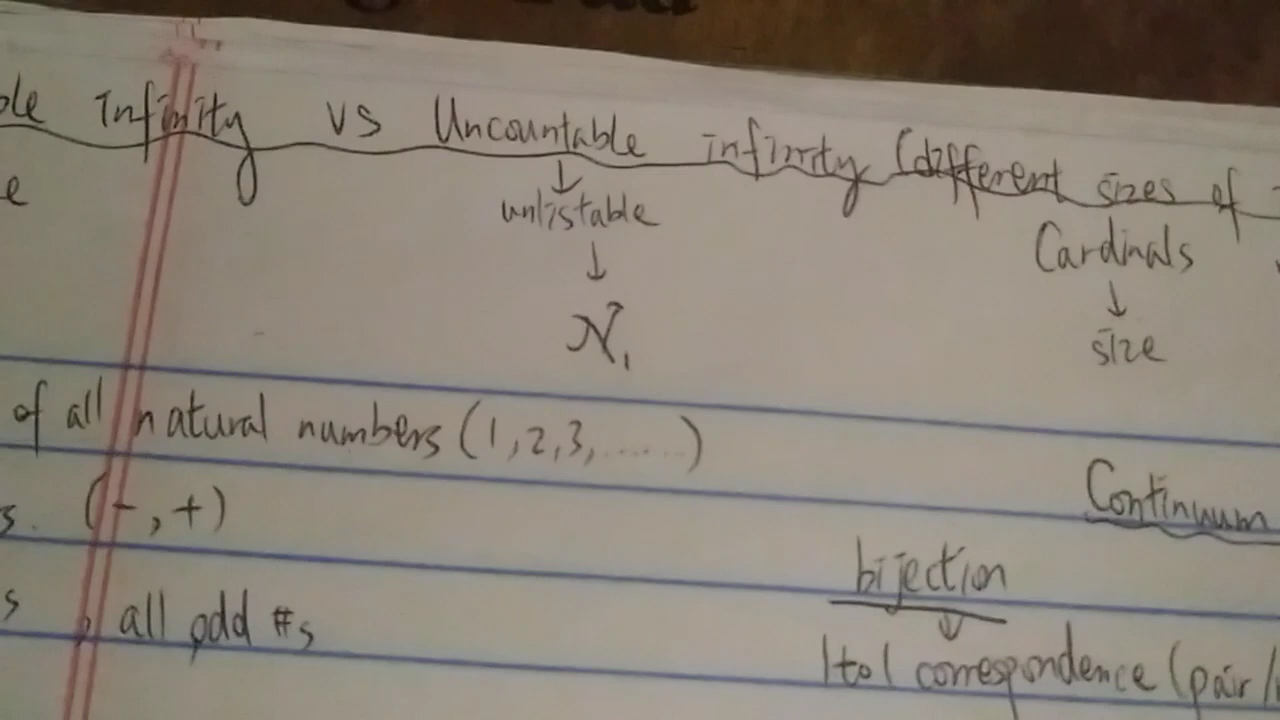 ble infinity vs Uncountable infinity (different sizes of
e
↓
unlistable
↓
ℵ₁
Cardinals
↓
size
of all natural numbers (1,2,3,......)
s. (-,+)
Continuum
bijection
↓
s , all odd #s
1 to 1 correspondence (pair/